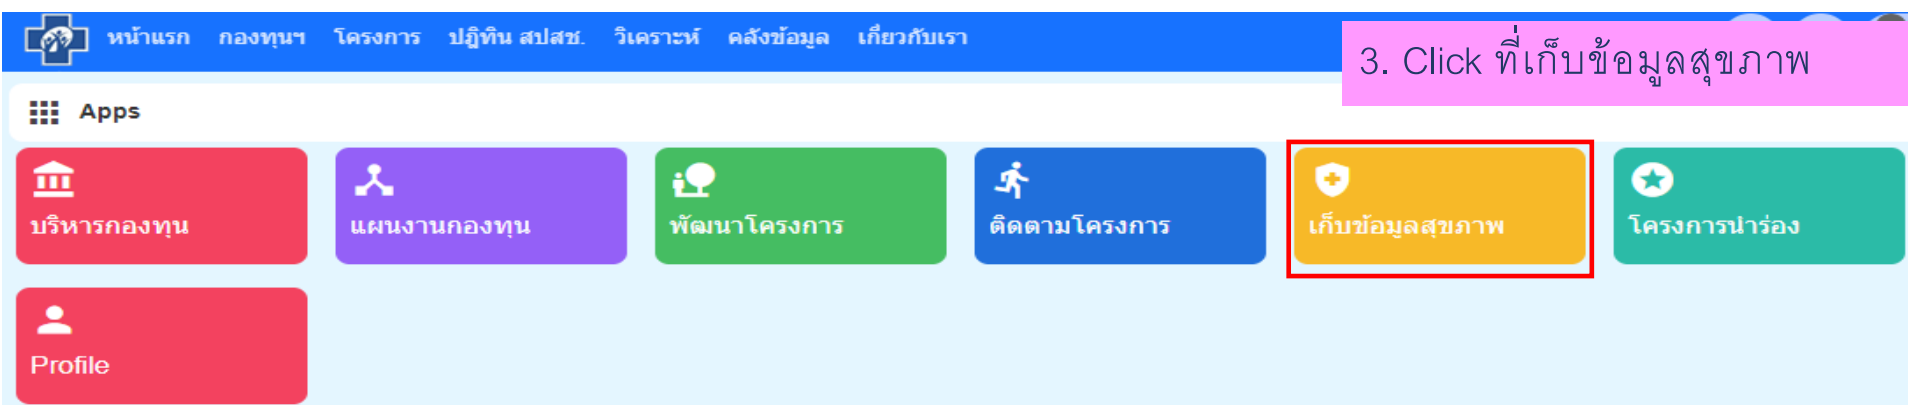 หน้าแรก กองทุนฯ โครงการ ปฏิทิน สปสช. วิเคราะห์ คลังข้อมูล เกี่ยวกับเรา
3. Click ที่เก็บข้อมูลสุขภาพ
Apps
บริหารกองทุน แผนงานกองทุน พัฒนาโครงการ ติดตามโครงการ เก็บข้อมูลสุขภาพ โครงการนำร่อง
Profile